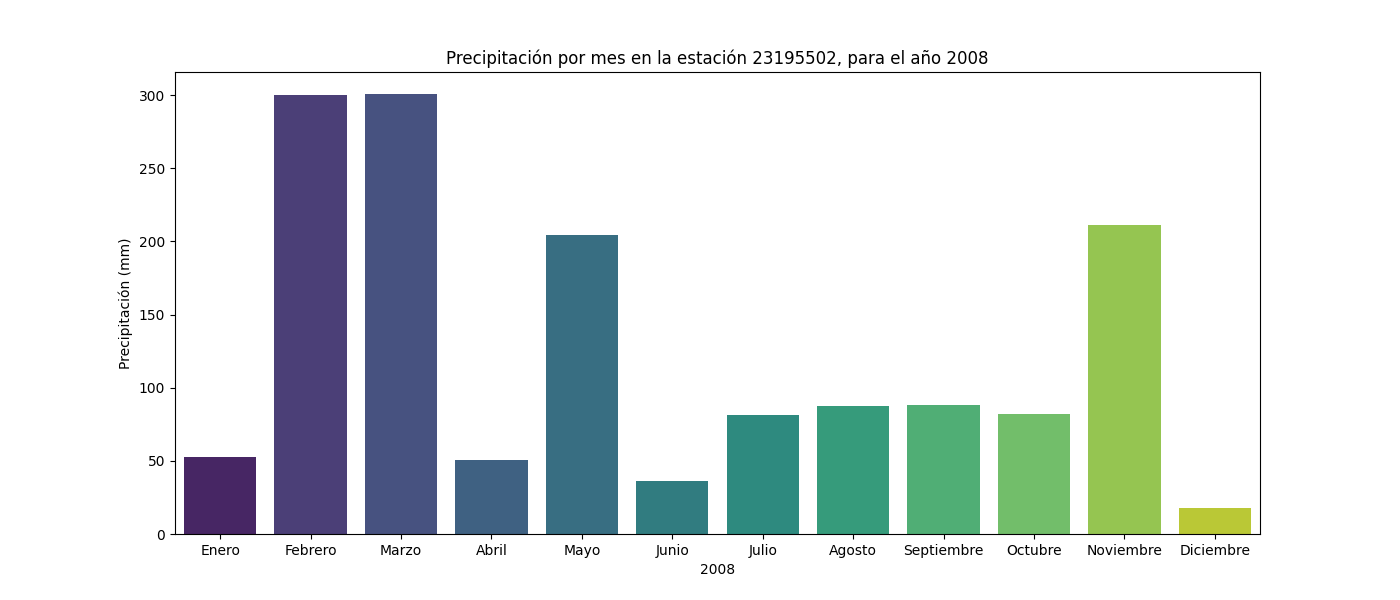 Precipitación por mes en la estación 23195502, para el año 2008
Precipitación (mm)
300
250
200
150
100
50
0
Enero Febrero Marzo Abril Mayo Junio Julio Agosto Septiembre Octubre Noviembre Diciembre
2008